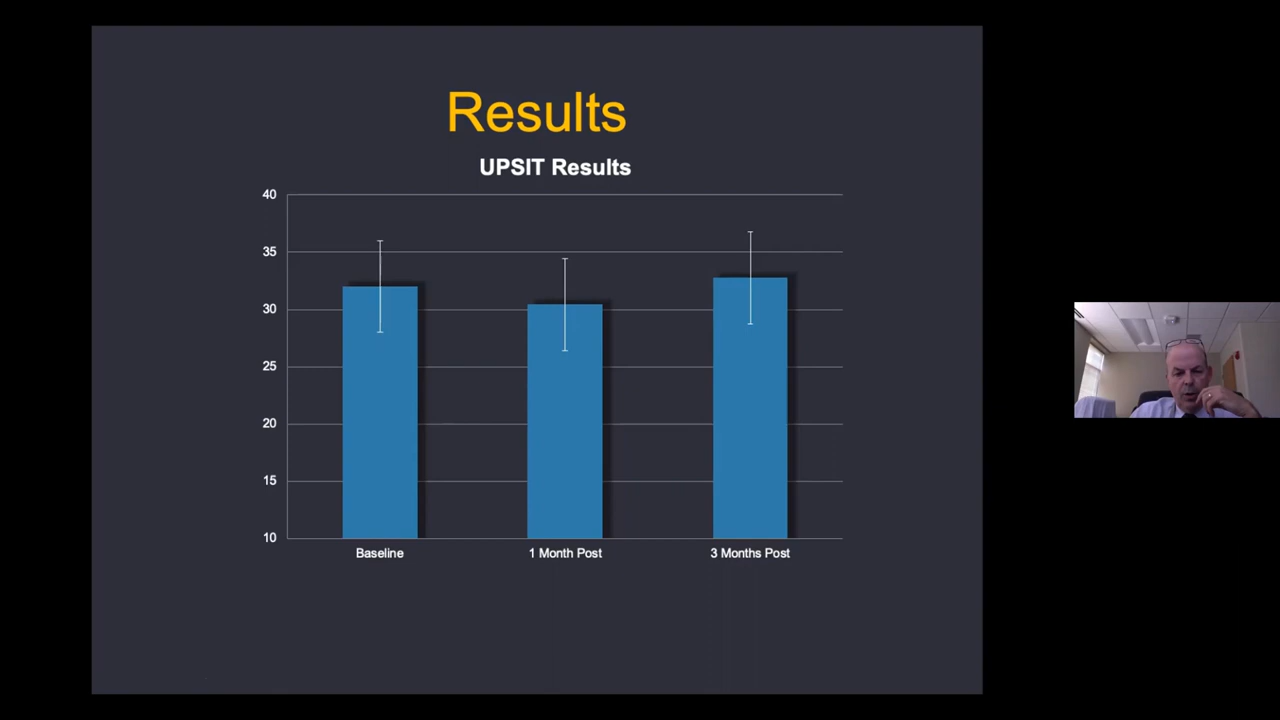 Results
UPSIT Results
40
35
30
25
20
15
10
Baseline
1 Month Post
3 Months Post